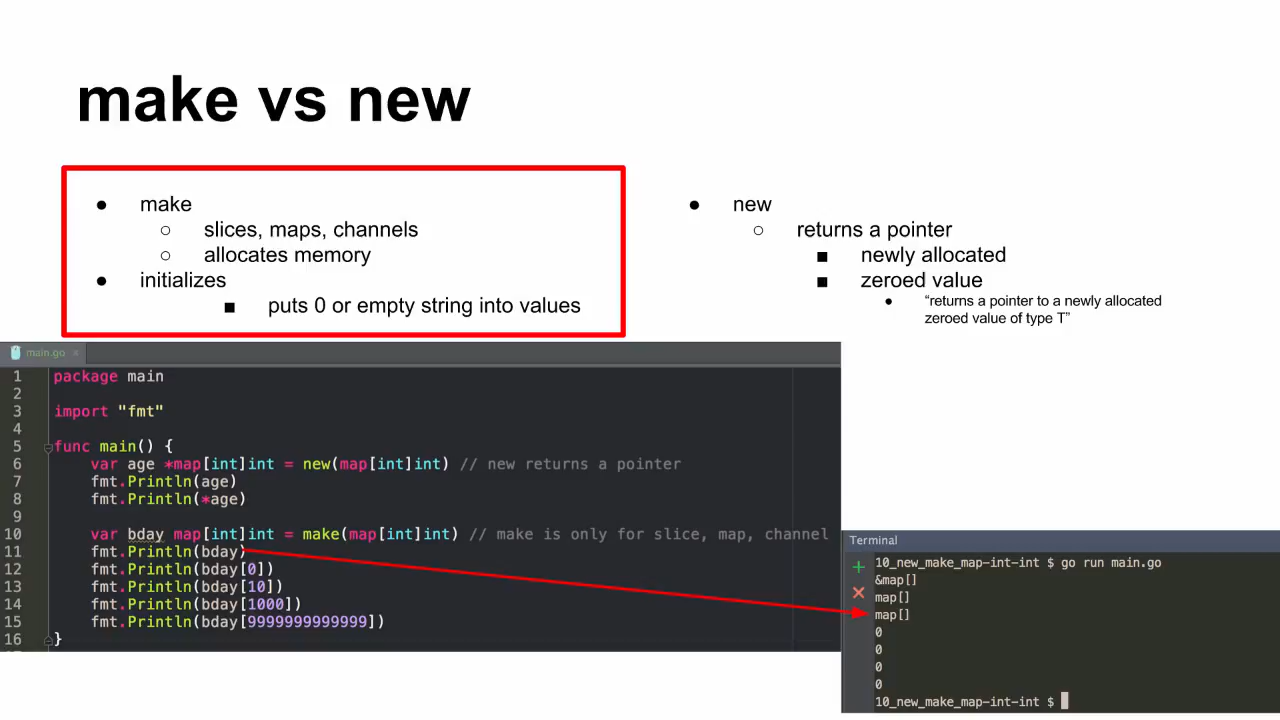 make vs new
● make
○ slices, maps, channels
○ allocates memory
● initializes
■ puts 0 or empty string into values
● new
○ returns a pointer
■ newly allocated
■ zeroed value
● “returns a pointer to a newly allocated
zeroed value of type T”
main.go ×
1 package main
2
3 import "fmt"
4
5 func main() {
6 var age *map[int]int = new(map[int]int) // new returns a pointer
7 fmt.Println(age)
8 fmt.Println(*age)
9
10 var bday map[int]int = make(map[int]int) // make is only for slice, map, channel
11 fmt.Println(bday)
12 fmt.Println(bday[0])
13 fmt.Println(bday[10])
14 fmt.Println(bday[1000])
15 fmt.Println(bday[9999999999999])
16 }
Terminal
10_new_make_map-int-int $ go run main.go
&map[]
map[]
map[]
0
0
0
0
10_new_make_map-int-int $